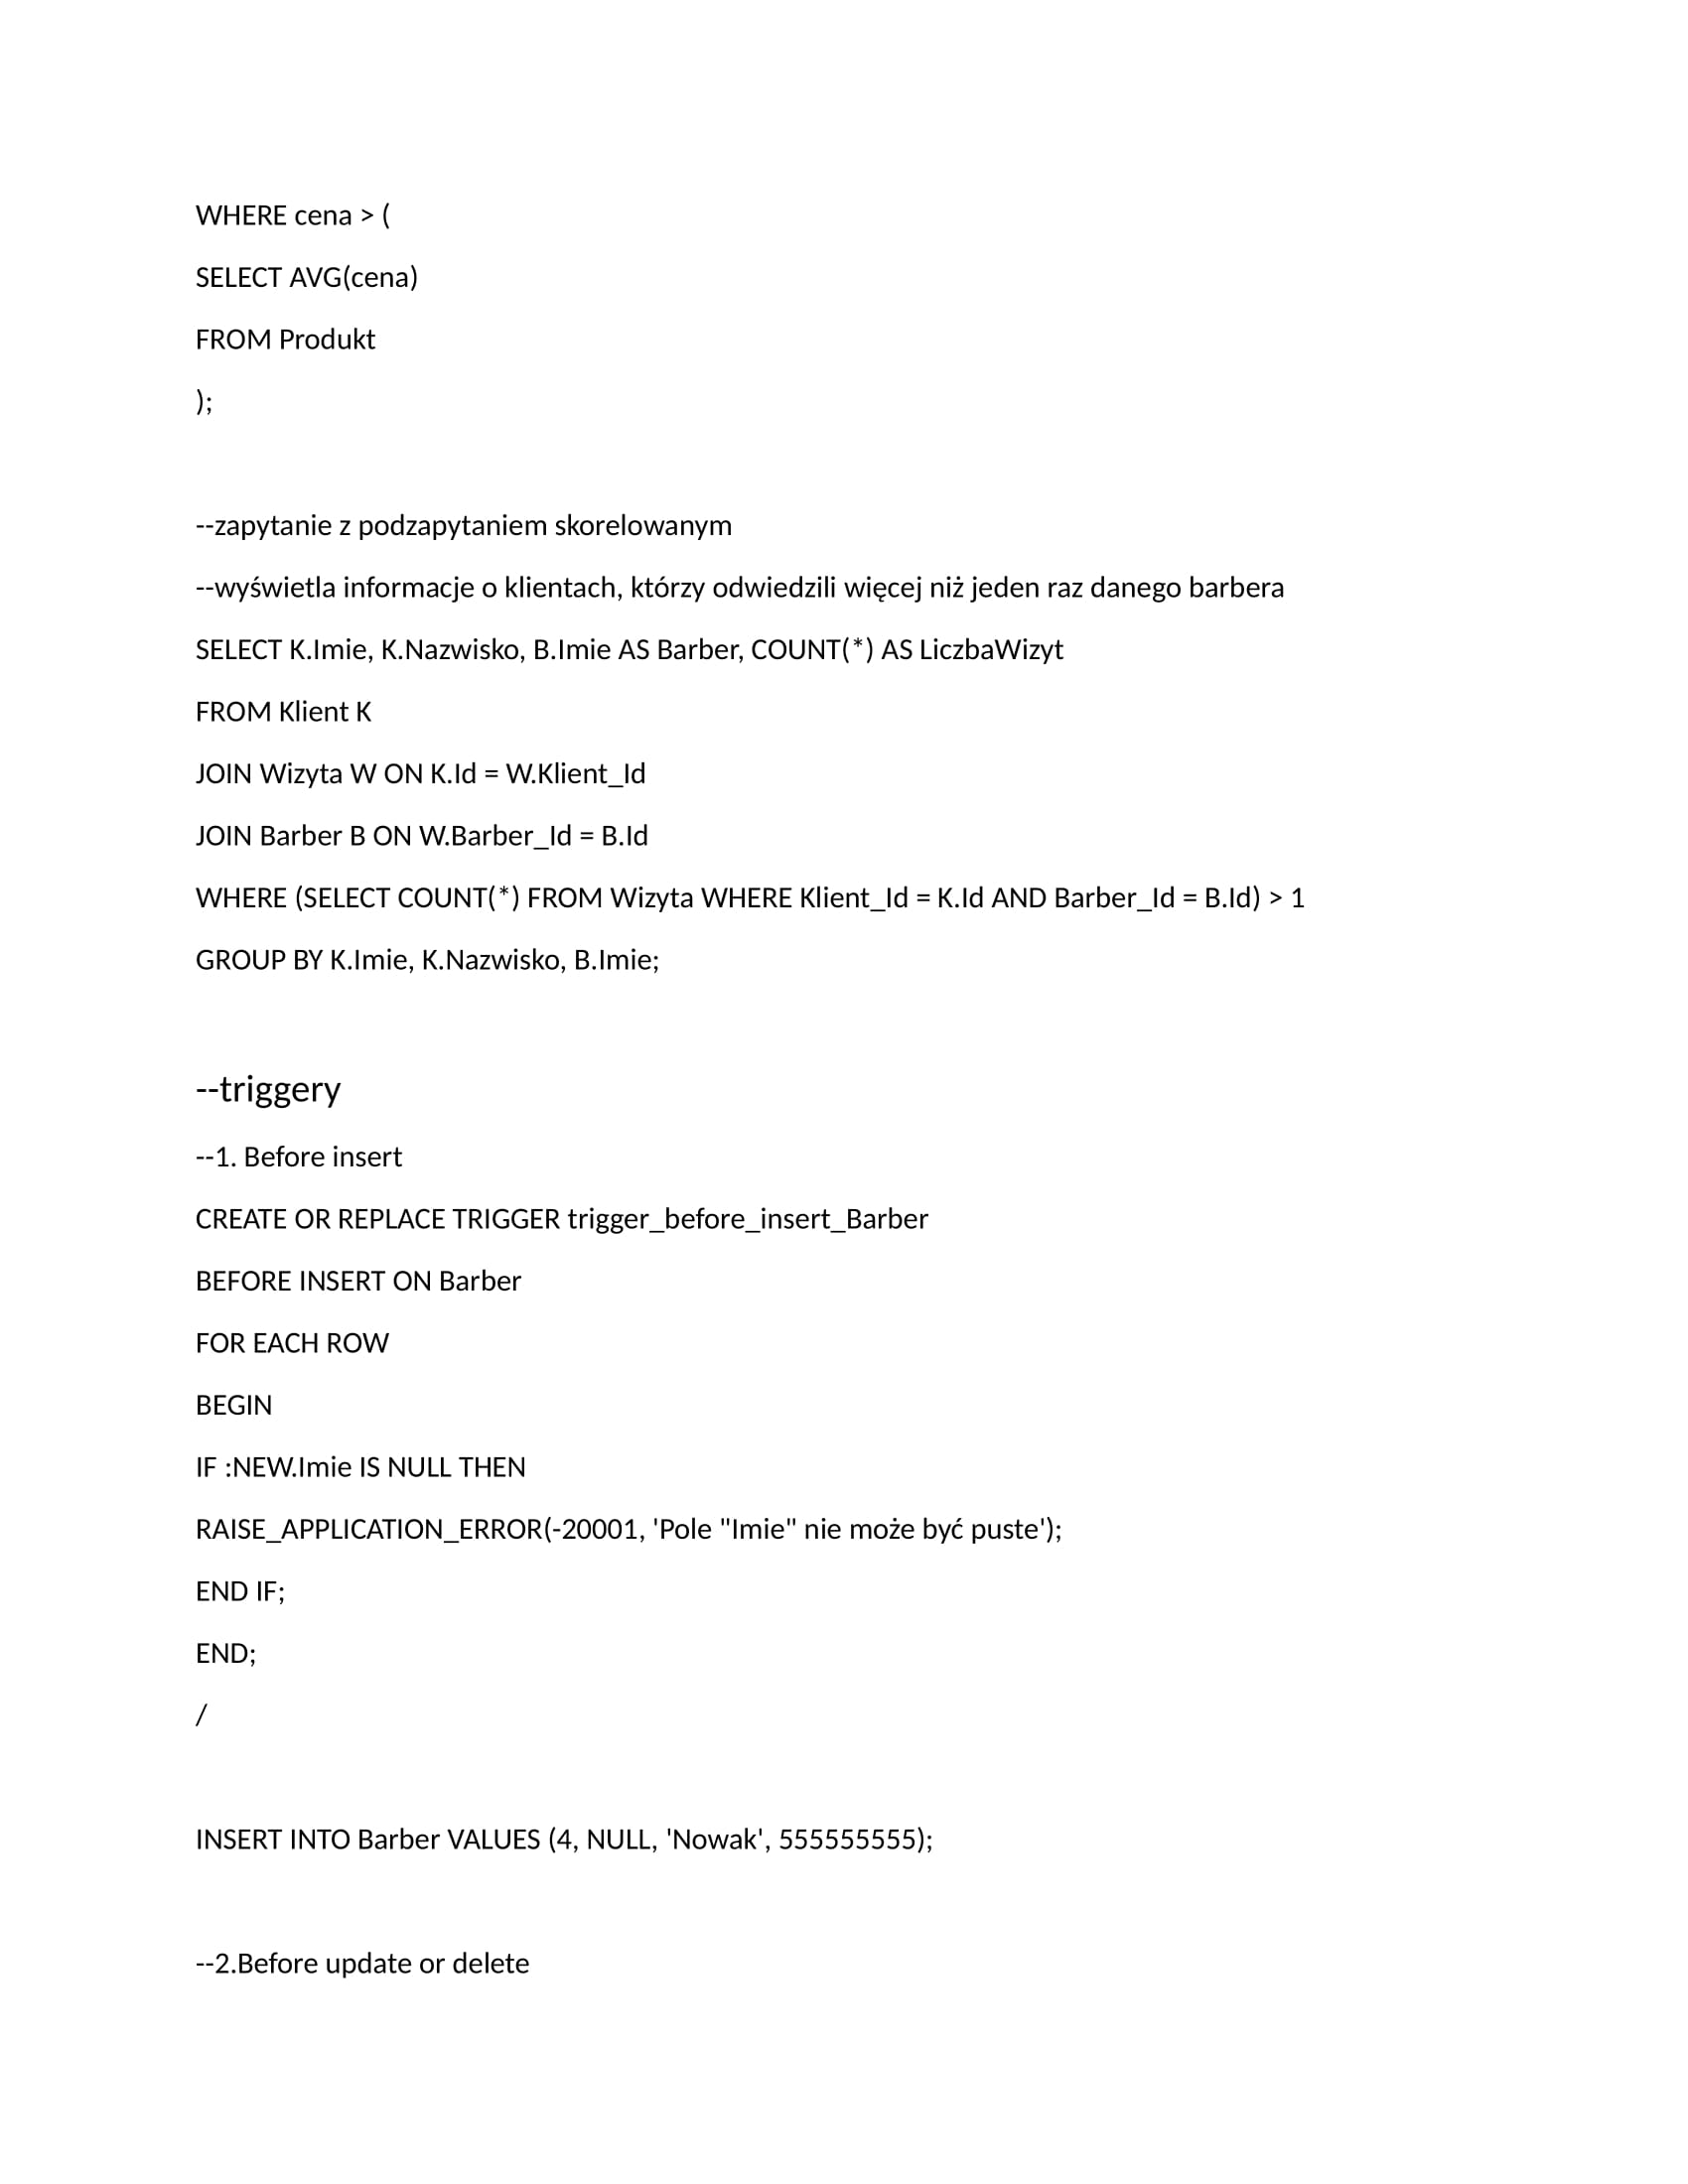 WHERE cena > (
SELECT AVG(cena)
FROM Produkt
);
--zapytanie z podzapytaniem skorelowanym
--wyświetla informacje o klientach, którzy odwiedzili więcej niż jeden raz danego barbera
SELECT K.Imie, K.Nazwisko, B.Imie AS Barber, COUNT(*) AS LiczbaWizyt
FROM Klient K
JOIN Wizyta W ON K.Id = W.Klient_Id
JOIN Barber B ON W.Barber_Id = B.Id
WHERE (SELECT COUNT(*) FROM Wizyta WHERE Klient_Id = K.Id AND Barber_Id = B.Id) > 1
GROUP BY K.Imie, K.Nazwisko, B.Imie;
--triggery
--1. Before insert
CREATE OR REPLACE TRIGGER trigger_before_insert_Barber
BEFORE INSERT ON Barber
FOR EACH ROW
BEGIN
IF :NEW.Imie IS NULL THEN
RAISE_APPLICATION_ERROR(-20001, 'Pole "Imie" nie może być puste');
END IF;
END;
/
INSERT INTO Barber VALUES (4, NULL, 'Nowak', 555555555);
--2.Before update or delete